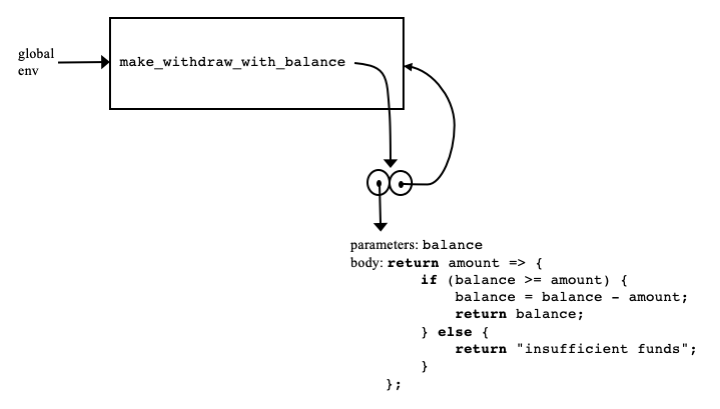 global
env
make_withdraw_with_balance
parameters: balance
body: return amount => {
if (balance >= amount) {
balance = balance - amount;
return balance;
} else {
return "insufficient funds";
}
};